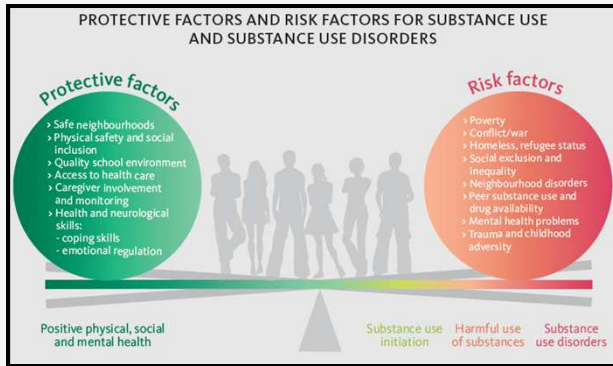 PROTECTIVE FACTORS AND RISK FACTORS FOR SUBSTANCE USE
AND SUBSTANCE USE DISORDERS
Protective factors
› Safe neighbourhoods
› Physical safety and social
inclusion
› Quality school environment
› Access to health care
› Caregiver involvement
and monitoring
› Health and neurological
skills:
- coping skills
- emotional regulation
Risk factors
› Poverty
› Conflict/war
› Homeless, refugee status
› Social exclusion and
inequality
› Neighbourhood disorders
› Peer substance use and
drug availability
› Mental health problems
› Trauma and childhood
adversity
Positive physical, social
and mental health
Substance use
initiation
Harmful use
of substances
Substance
use disorders